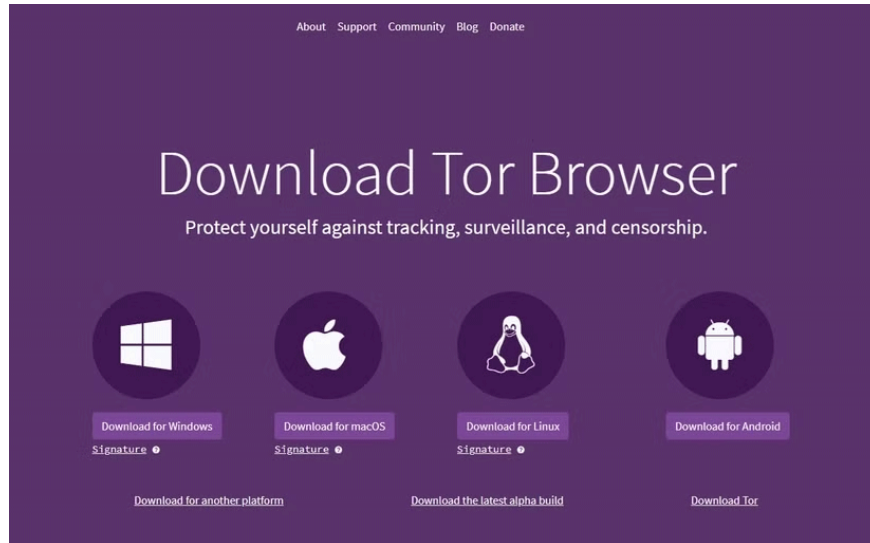 About Support Community Blog Donate
Download Tor Browser
Protect yourself against tracking, surveillance, and censorship.
Download for Windows Download for macOS Download for Linux Download for Android
Signature Signature Signature
Download for another platform Download the latest alpha build Download Tor